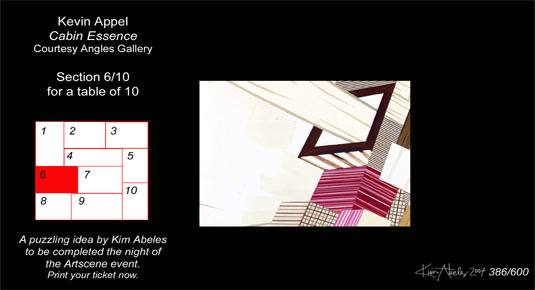 Kevin Appel
Cabin Essence
Courtesy Angles Gallery
Section 6/10
for a table of 10
1 2 3
4 5
6 7
10
8 9
A puzzling idea by Kim Abeles
to be completed the night of
the Artscene event.
Print your ticket now.
Kim Abeles 2007 386/600